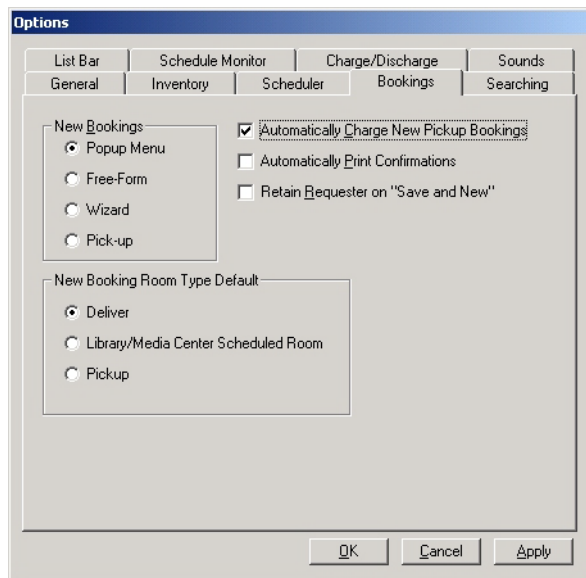 Options
List Bar Schedule Monitor Charge/Discharge Sounds
General Inventory Scheduler Bookings Searching
New Bookings
Popup Menu
Free-Form
Wizard
Pick-up
Automatically Charge New Pickup Bookings
Automatically Print Confirmations
Retain Requester on "Save and New"
New Booking Room Type Default
Deliver
Library/Media Center Scheduled Room
Pickup
OK Cancel Apply